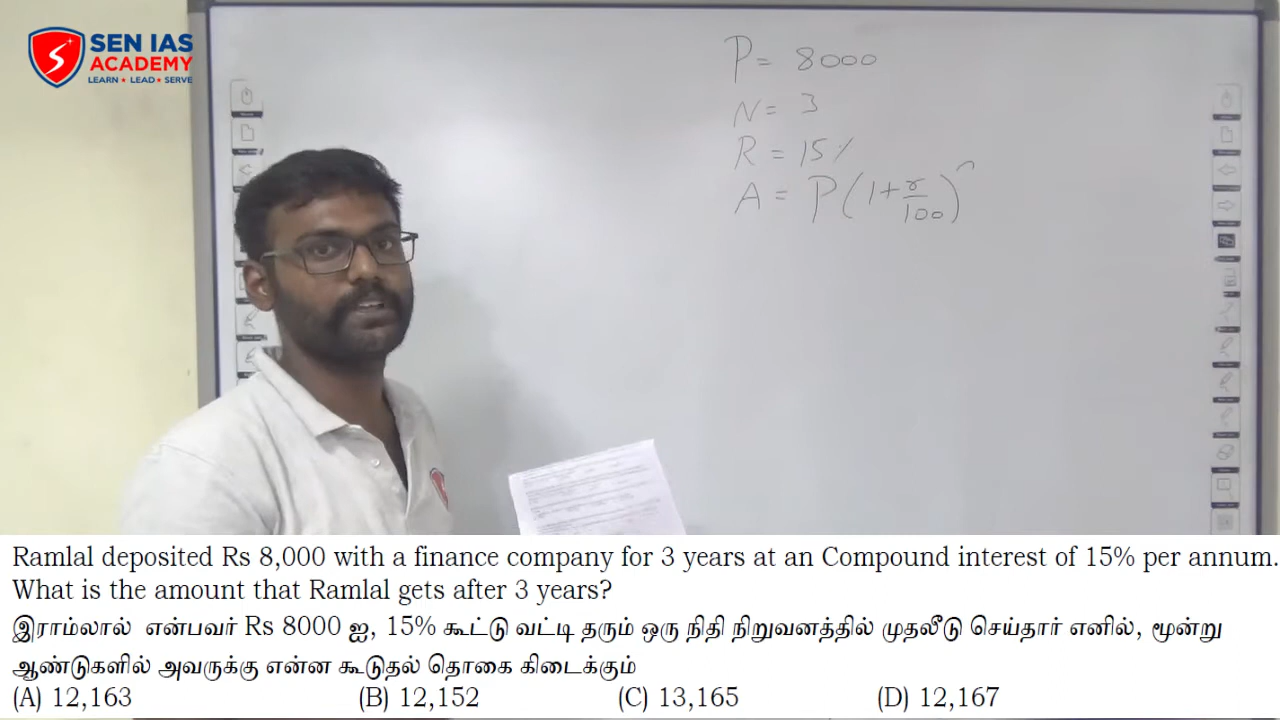 SEN IAS
ACADEMY
LEARN ★ LEAD ★ SERVE
P = 8000
N = 3
R = 15%
A = P(1+r/100)^n
Ramlal deposited Rs 8,000 with a finance company for 3 years at an Compound interest of 15% per annum.
What is the amount that Ramlal gets after 3 years?
இராம்லால் என்பவர் Rs 8000 ஐ, 15% கூட்டு வட்டி தரும் ஒரு நிதி நிறுவனத்தில் முதலீடு செய்தார் எனில், மூன்று
ஆண்டுகளில் அவருக்கு என்ன கூடுதல் தொகை கிடைக்கும்
(A) 12,163 (B) 12,152 (C) 13,165 (D) 12,167